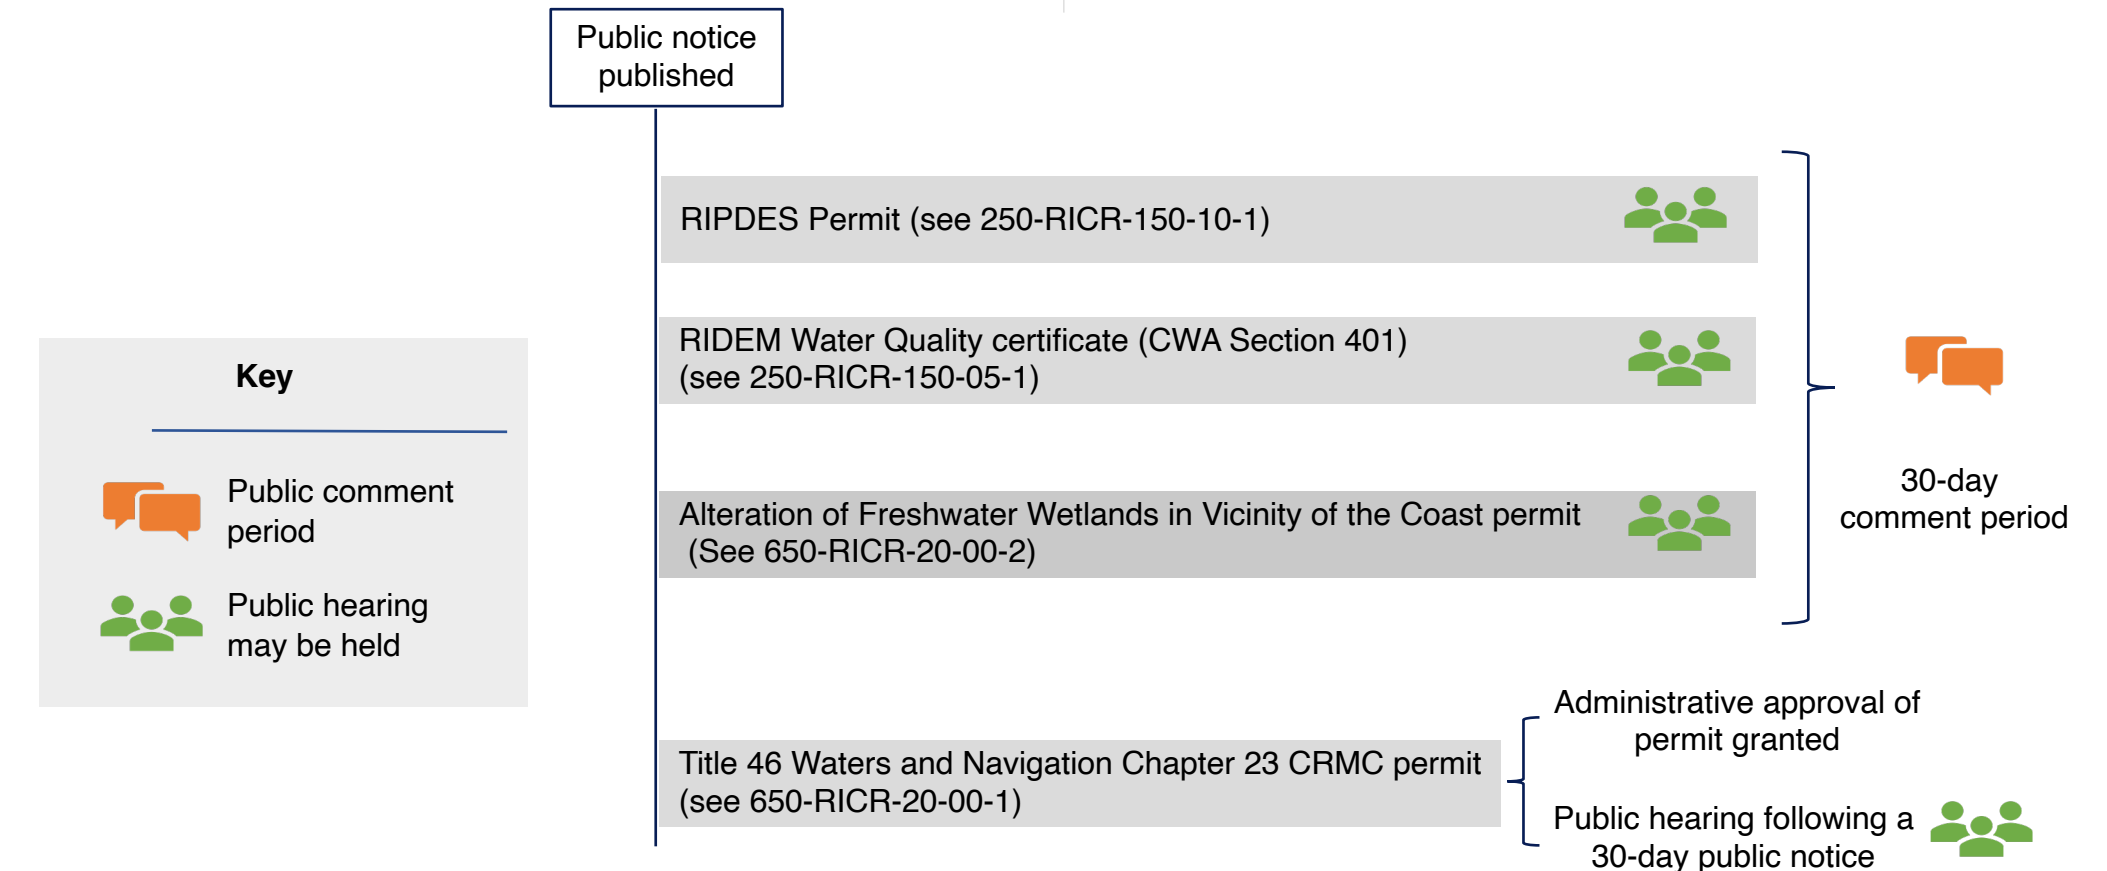 Public notice
published
RIPDES Permit (see 250-RICR-150-10-1)
RIDEM Water Quality certificate (CWA Section 401)
(see 250-RICR-150-05-1)
Key
Public comment
period
Public hearing
may be held
Alteration of Freshwater Wetlands in Vicinity of the Coast permit
(See 650-RICR-20-00-2)
30-day
comment period
Title 46 Waters and Navigation Chapter 23 CRMC permit
(see 650-RICR-20-00-1)
Administrative approval of
permit granted
Public hearing following a
30-day public notice